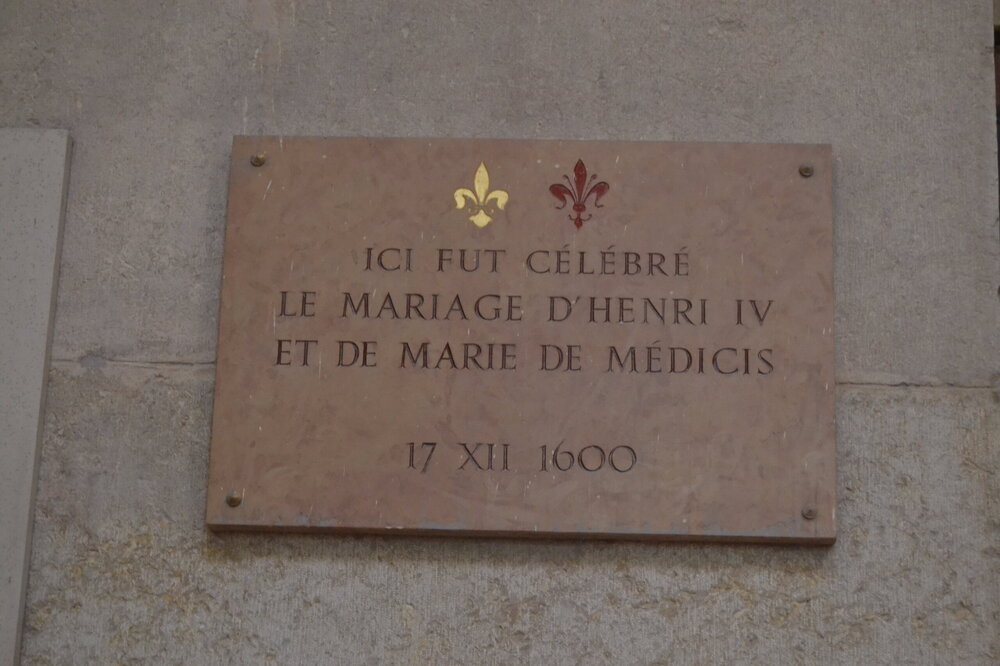 ICI FUT CÉLÉBRÉ
LE MARIAGE D'HENRI IV
ET DE MARIE DE MÉDICIS
17 XII 1600